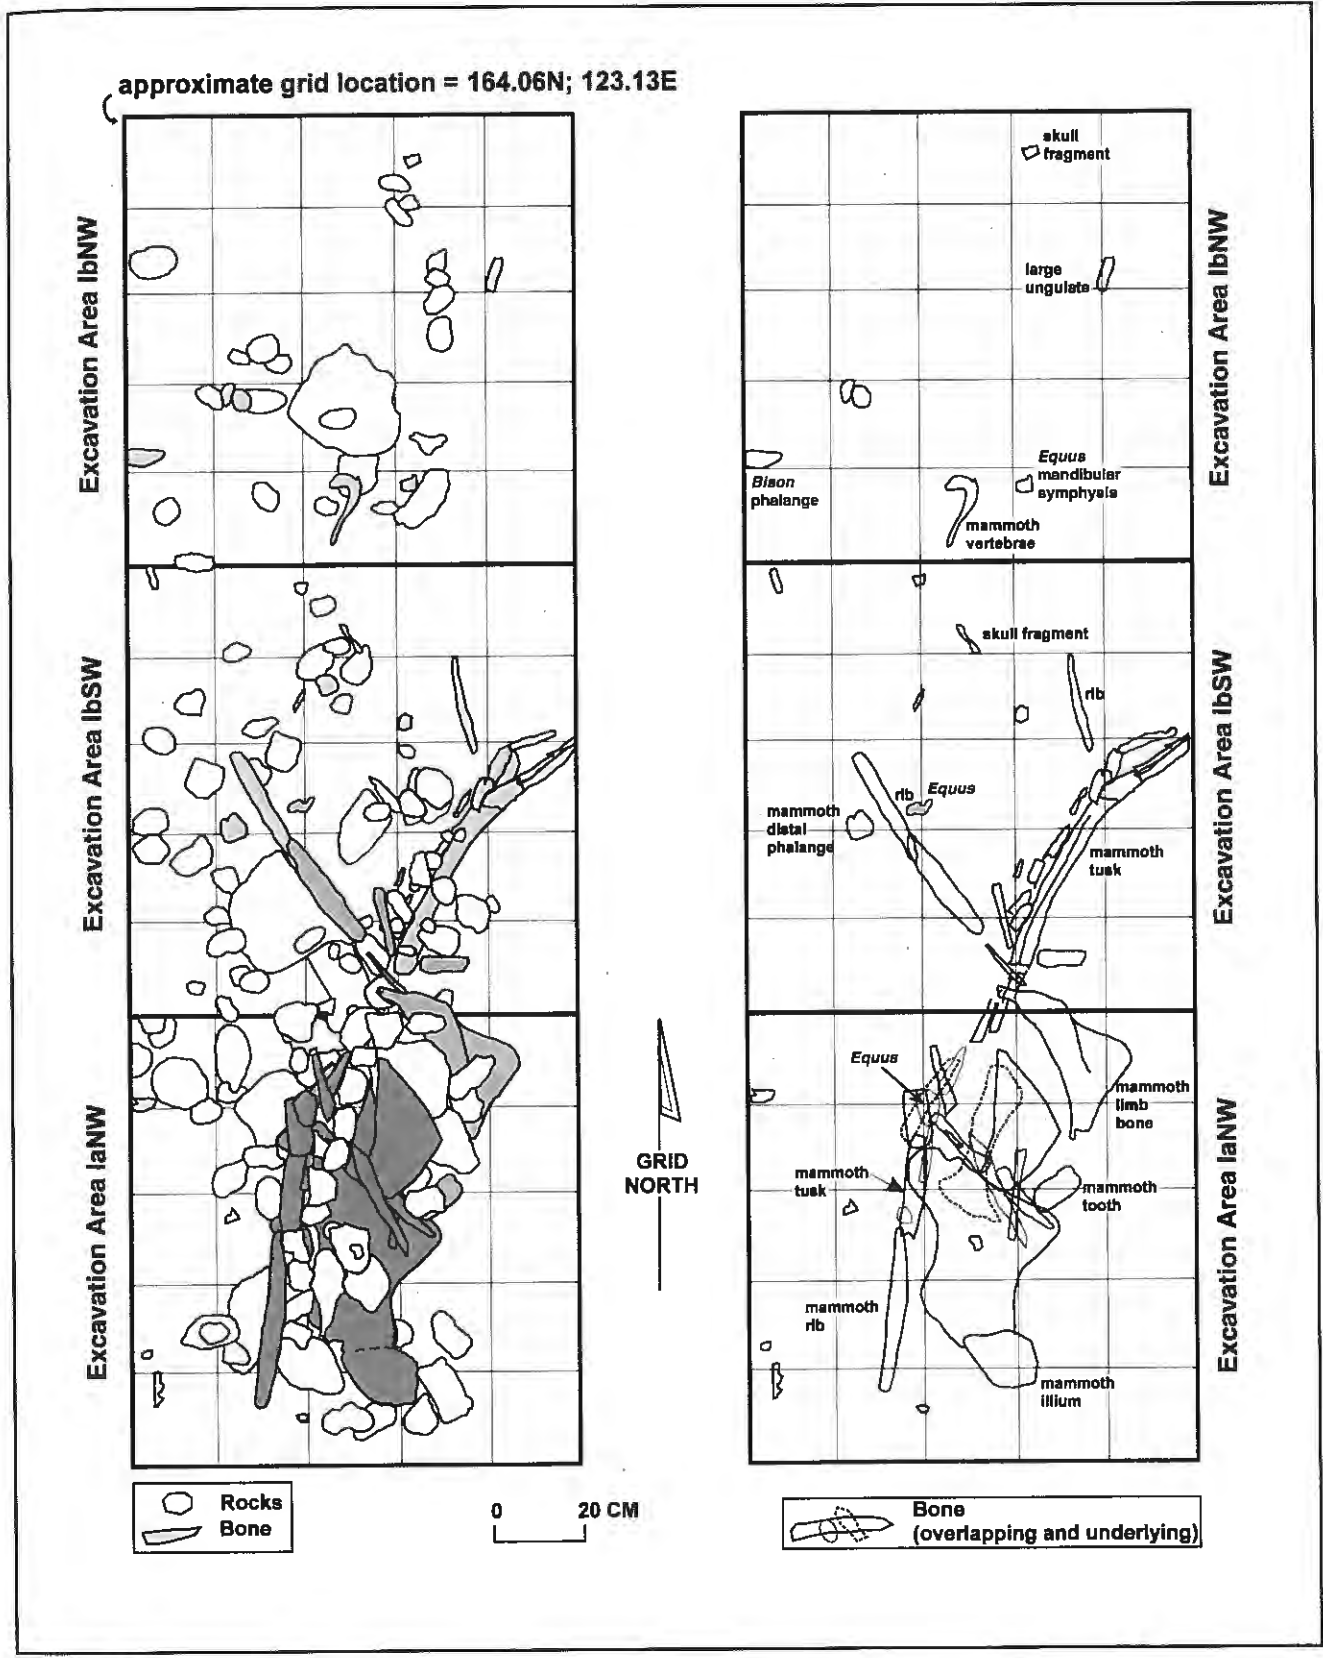 approximate grid location = 164.06N; 123.13E
Excavation Area IbNW
Excavation Area IbSW
Excavation Area IaNW
skull
fragment
large
ungulate
Bison
phalange
Equus
mandibular
symphysis
mammoth
vertebrae
Excavation Area IbNW
skull fragment
rib
rib
Equus
mammoth
distal
phalange
mammoth
tusk
Excavation Area IbSW
Equus
mammoth
limb
bone
mammoth
tusk
mammoth
tooth
mammoth
rib
mammoth
illium
Excavation Area IaNW
GRID
NORTH
Rocks
Bone
0 20 CM
Bone
(overlapping and underlying)